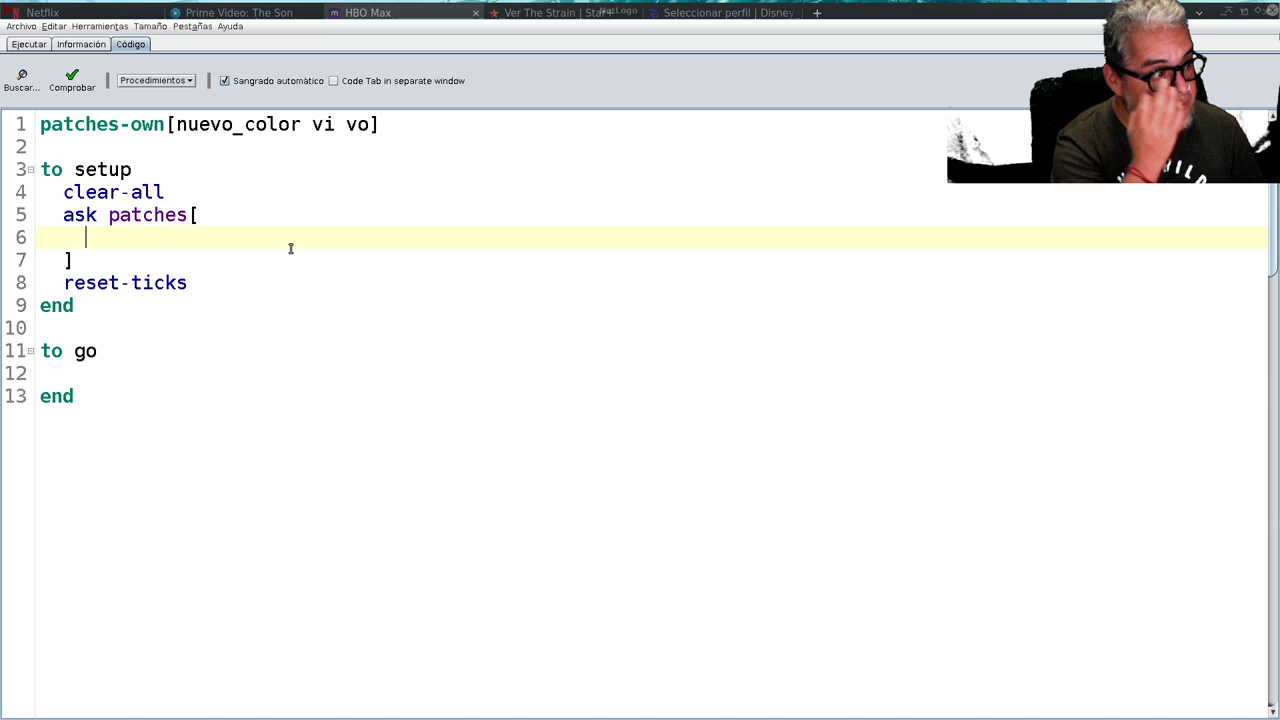 Netflix
Prime Video: The Son
HBO Max
Ver The Strain | Star+
NetLogo
Seleccionar perfil | Disney
Archivo Editar Herramientas Tamaño Pestañas Ayuda
Ejecutar Información Código
Buscar... Comprobar Procedimientos Sangrado automático Code Tab in separate window
1 patches-own[nuevo_color vi vo]
2
3 to setup
4 clear-all
5 ask patches[
6
7 ]
8 reset-ticks
9 end
10
11 to go
12
13 end